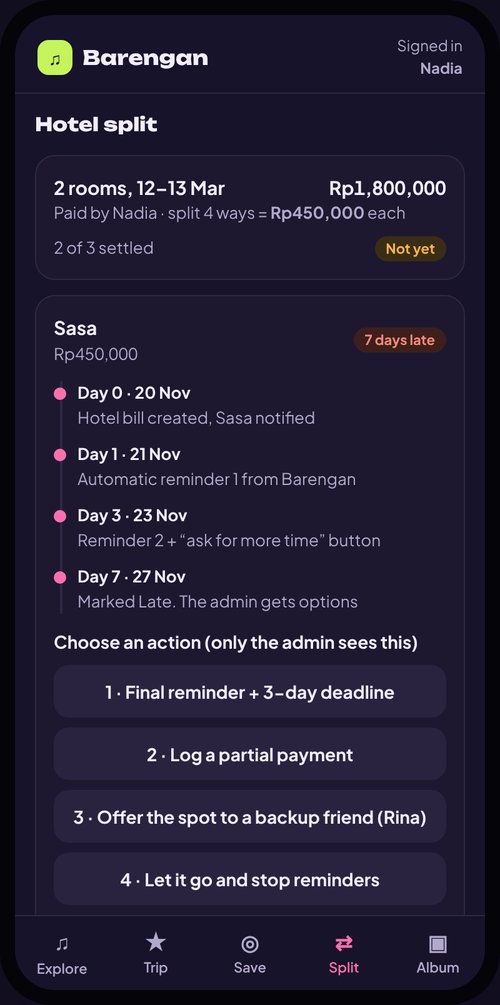 ♫ Barengan
Signed in
Nadia
Hotel split
2 rooms, 12–13 Mar
Rp1,800,000
Paid by Nadia · split 4 ways = Rp450,000 each
2 of 3 settled
Not yet
Sasa
Rp450,000
7 days late
Day 0 · 20 Nov
Hotel bill created, Sasa notified
Day 1 · 21 Nov
Automatic reminder 1 from Barengan
Day 3 · 23 Nov
Reminder 2 + “ask for more time” button
Day 7 · 27 Nov
Marked Late. The admin gets options
Choose an action (only the admin sees this)
1 · Final reminder + 3-day deadline
2 · Log a partial payment
3 · Offer the spot to a backup friend (Rina)
4 · Let it go and stop reminders
Explore
Trip
Save
Split
Album